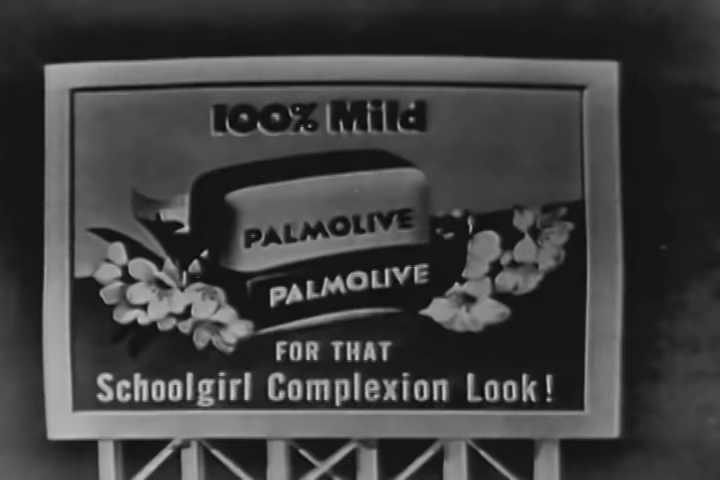 100% Mild
PALMOLIVE
PALMOLIVE
FOR THAT
Schoolgirl Complexion Look!